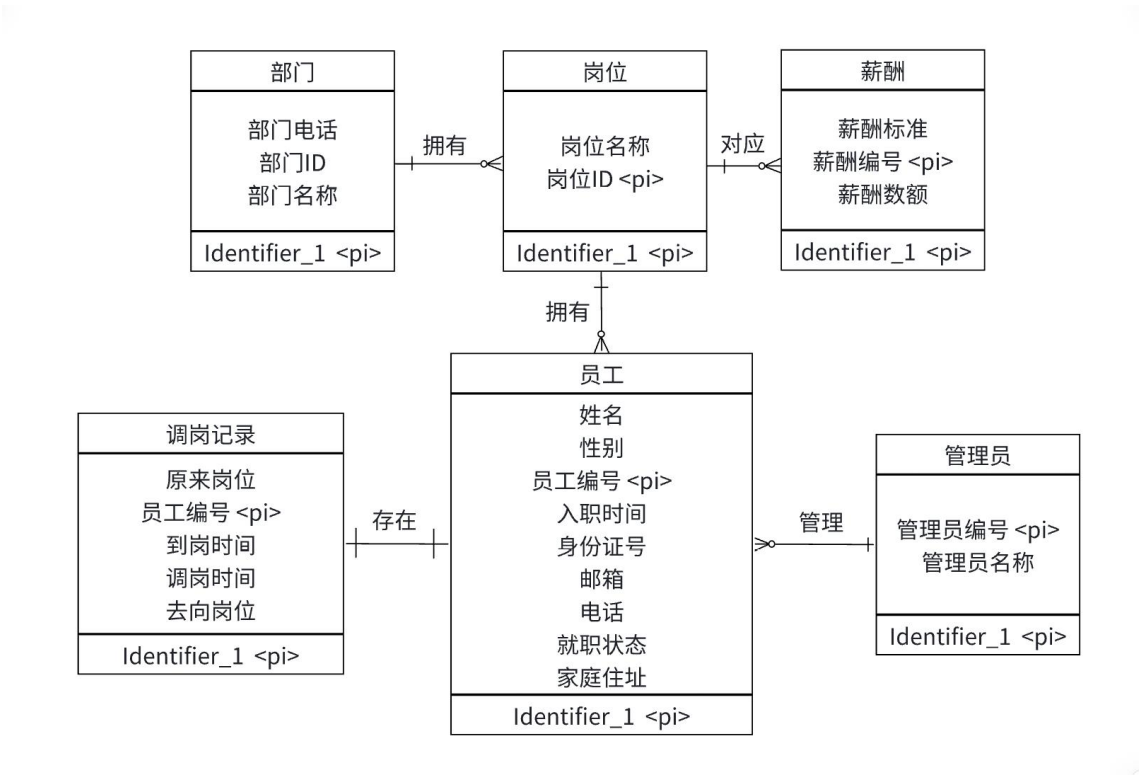 部门
部门电话
部门ID
部门名称
Identifier_1 <pi>
拥有
岗位
岗位名称
岗位ID <pi>
Identifier_1 <pi>
对应
薪酬
薪酬标准
薪酬编号 <pi>
薪酬数额
Identifier_1 <pi>
拥有
调岗记录
原来岗位
员工编号 <pi>
到岗时间
调岗时间
去向岗位
Identifier_1 <pi>
存在
员工
姓名
性别
员工编号 <pi>
入职时间
身份证号
邮箱
电话
就职状态
家庭住址
Identifier_1 <pi>
管理
管理员
管理员编号 <pi>
管理员名称
Identifier_1 <pi>